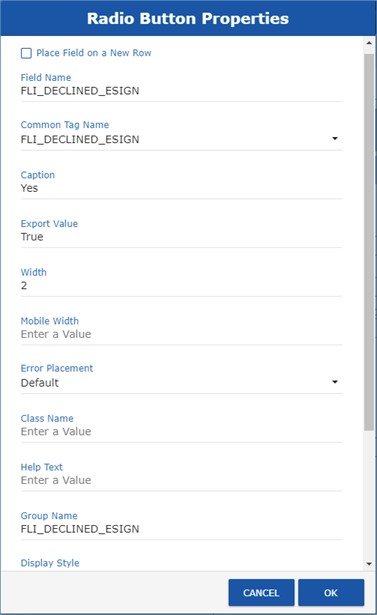 Radio Button Properties
Place Field on a New Row
Field Name
FLI_DECLINED_ESIGN
Common Tag Name
FLI_DECLINED_ESIGN
Caption
Yes
Export Value
True
Width
2
Mobile Width
Enter a Value
Error Placement
Default
Class Name
Enter a Value
Help Text
Enter a Value
Group Name
FLI_DECLINED_ESIGN
Display Style
CANCEL OK